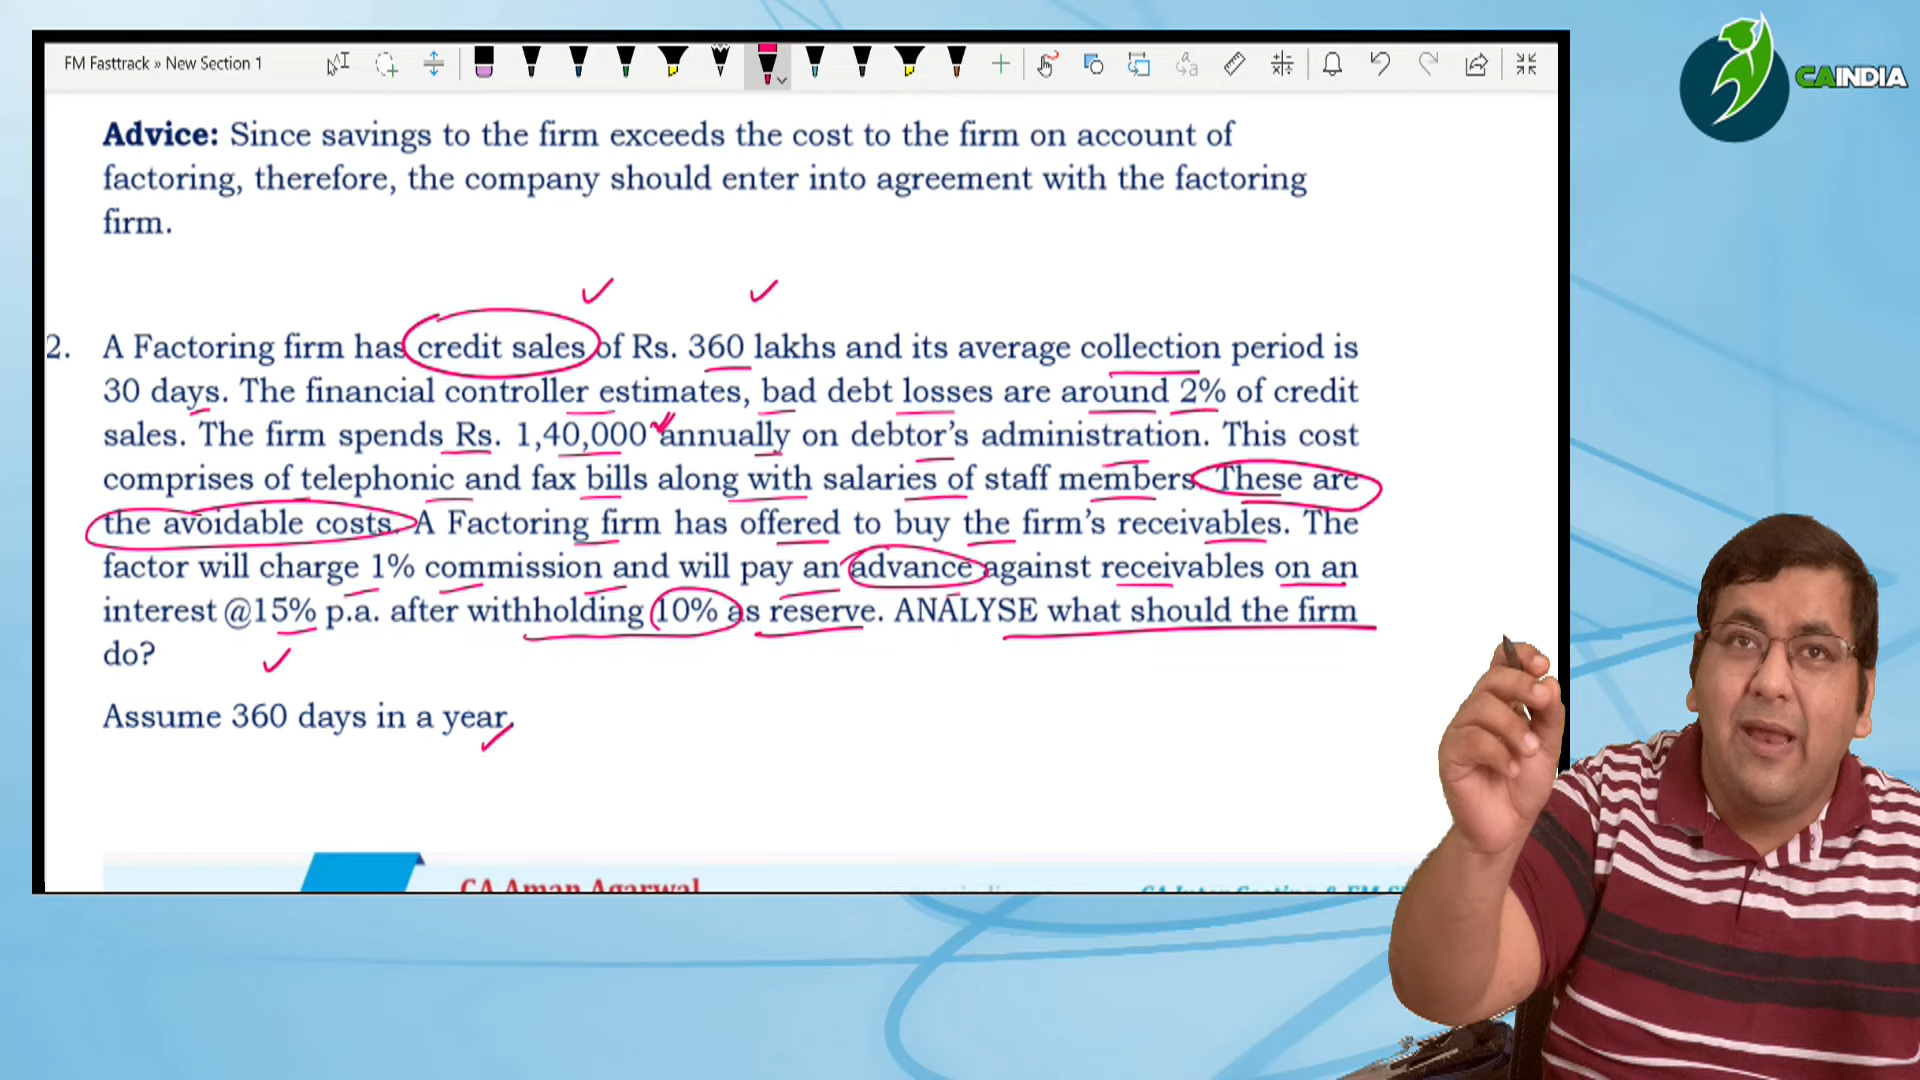 FM Fasttrack » New Section 1
CAINDIA
Advice: Since savings to the firm exceeds the cost to the firm on account of
factoring, therefore, the company should enter into agreement with the factoring
firm.
2. A Factoring firm has credit sales of Rs. 360 lakhs and its average collection period is
30 days. The financial controller estimates, bad debt losses are around 2% of credit
sales. The firm spends Rs. 1,40,000 annually on debtor's administration. This cost
comprises of telephonic and fax bills along with salaries of staff members. These are
the avoidable costs. A Factoring firm has offered to buy the firm's receivables. The
factor will charge 1% commission and will pay an advance against receivables on an
interest @15% p.a. after withholding 10% as reserve. ANALYSE what should the firm
do?
Assume 360 days in a year.
CA Aman Agarwal